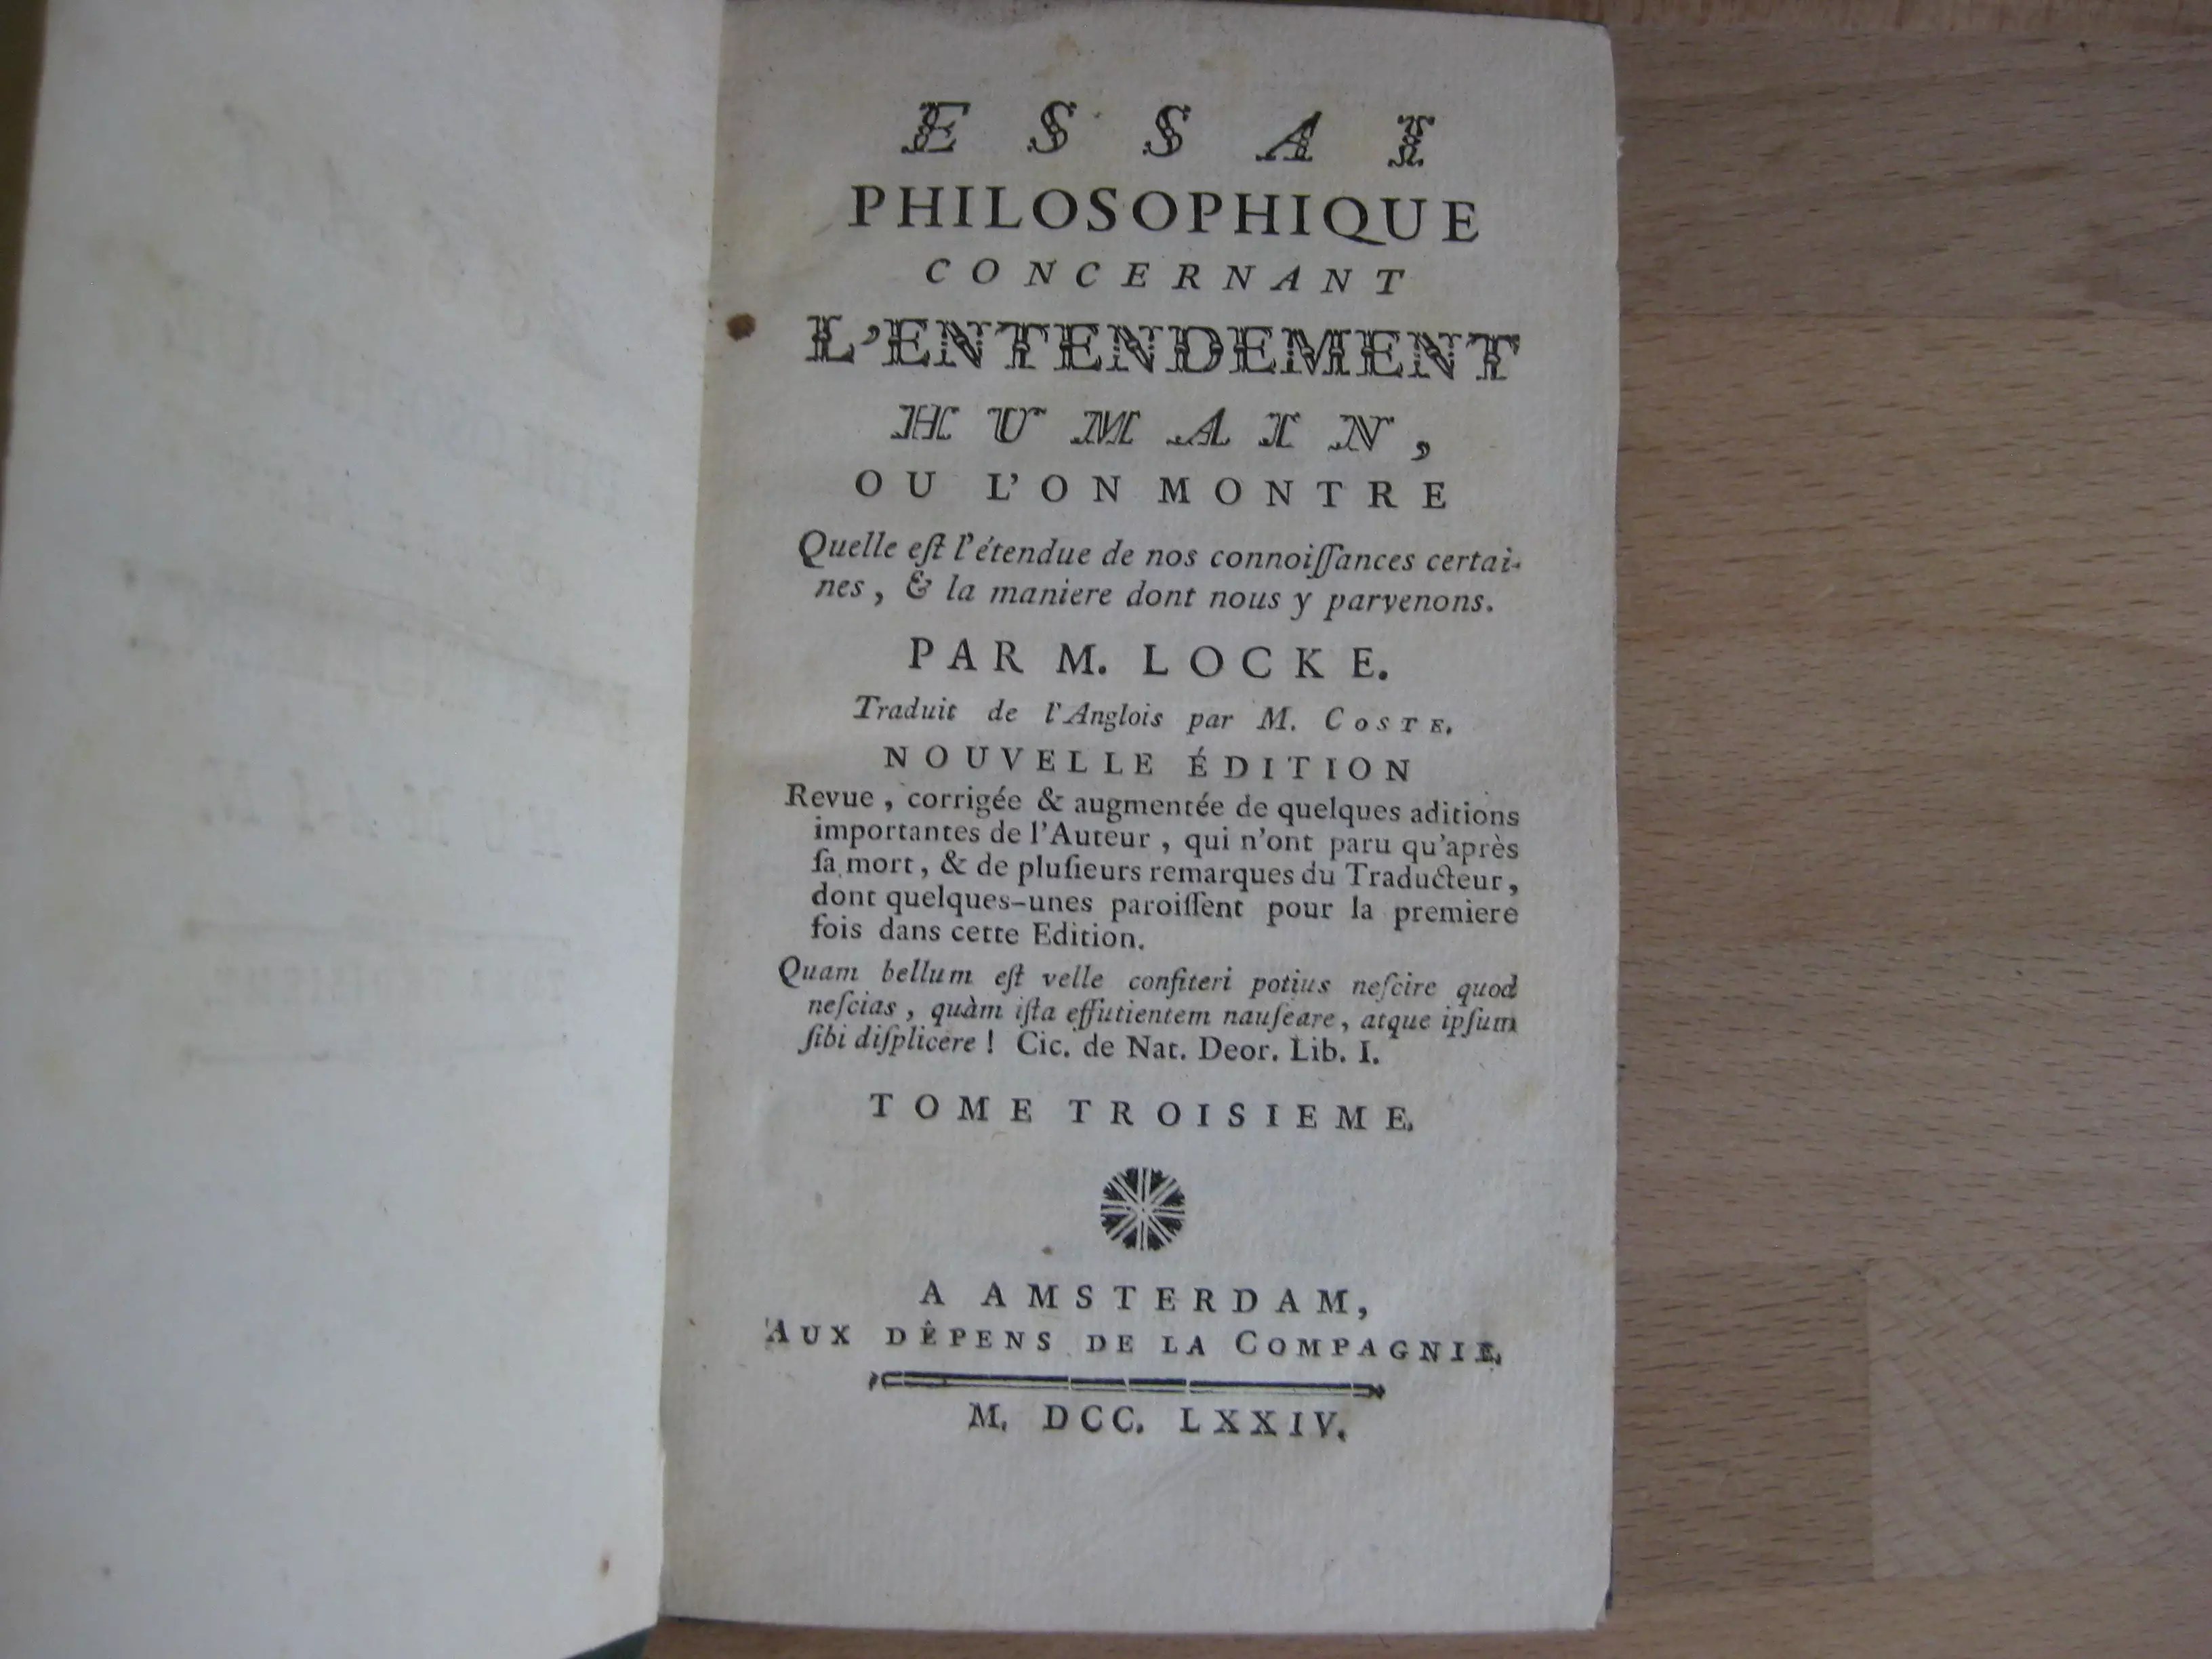 ESSAI
PHILOSOPHIQUE
CONCERNANT
L'ENTENDEMENT
HUMAIN,
OU L'ON MONTRE
Quelle eſt l'étendue de nos connoiſſances certai-
nes, & la maniere dont nous y parvenons.
PAR M. LOCKE.
Traduit de l'Anglois par M. COSTE.
NOUVELLE ÉDITION
Revue, corrigée & augmentée de quelques aditions
importantes de l'Auteur, qui n'ont paru qu'après
ſa mort, & de pluſieurs remarques du Traducteur,
dont quelques-unes paroiſſent pour la premiere
fois dans cette Edition.
Quam bellum eſt velle confiteri potius neſcire quod
neſcias, quàm iſta effutientem nauſeare, atque ipſum
ſibi diſplicere! Cic. de Nat. Deor. Lib. I.
TOME TROISIEME.
A AMSTERDAM,
AUX DÊPENS DE LA COMPAGNIE.
M. DCC. LXXIV.